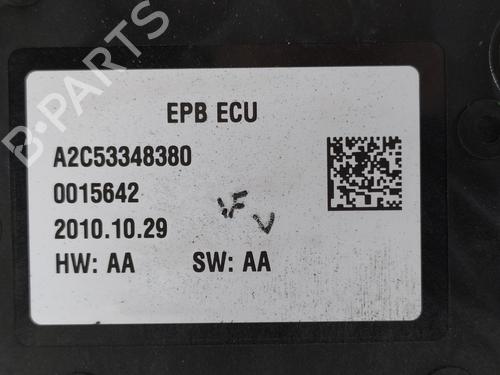 B-PARTS
EPB ECU
A2C53348380
0015642
2010.10.29
HW: AA SW: AA